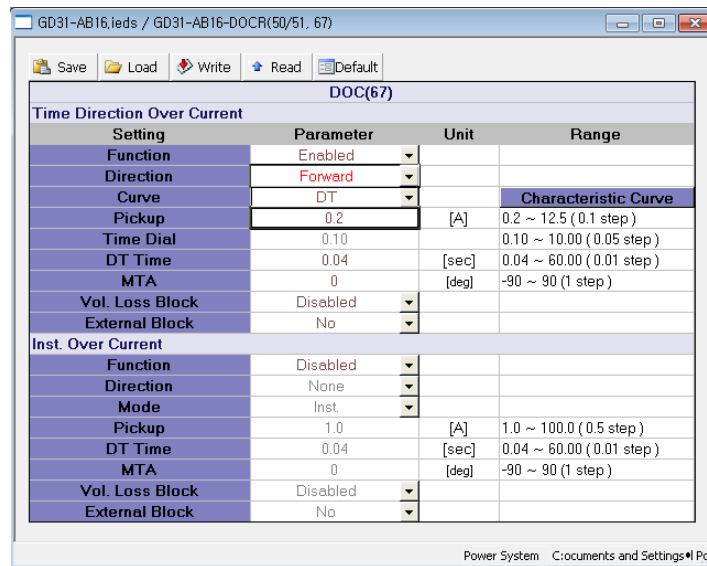 GD31-AB16.ieds / GD31-AB16-DOCR(50/51, 67)
Save Load Write Read Default
DOC(67)
Time Direction Over Current
Setting Parameter Unit Range
Function Enabled
Direction Forward
Curve DT Characteristic Curve
Pickup 0.2 [A] 0.2 ~ 12.5 ( 0.1 step )
Time Dial 0.10 0.10 ~ 10.00 ( 0.05 step )
DT Time 0.04 [sec] 0.04 ~ 60.00 ( 0.01 step )
MTA 0 [deg] -90 ~ 90 (1 step )
Vol. Loss Block Disabled
External Block No
Inst. Over Current
Function Disabled
Direction None
Mode Inst.
Pickup 1.0 [A] 1.0 ~ 100.0 ( 0.5 step )
DT Time 0.04 [sec] 0.04 ~ 60.00 ( 0.01 step )
MTA 0 [deg] -90 ~ 90 (1 step )
Vol. Loss Block Disabled
External Block No
Power System C:ocuments and Settings